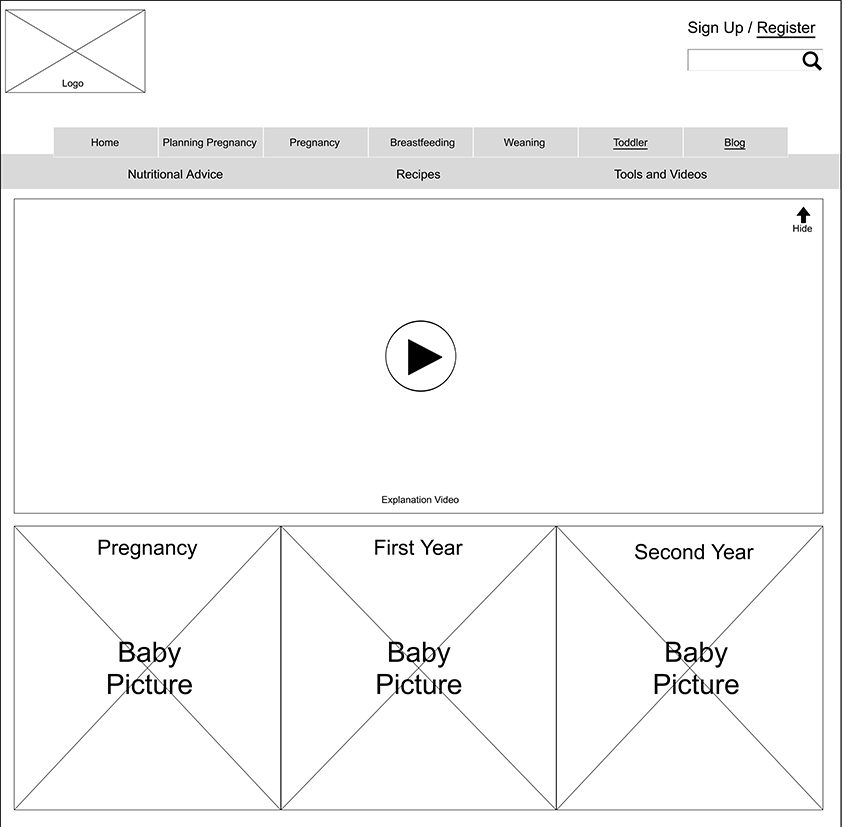 Logo
Sign Up / Register
Home Planning Pregnancy Pregnancy Breastfeeding Weaning Toddler Blog
Nutritional Advice Recipes Tools and Videos
Hide
Explanation Video
Pregnancy First Year Second Year
Baby Baby Baby
Picture Picture Picture